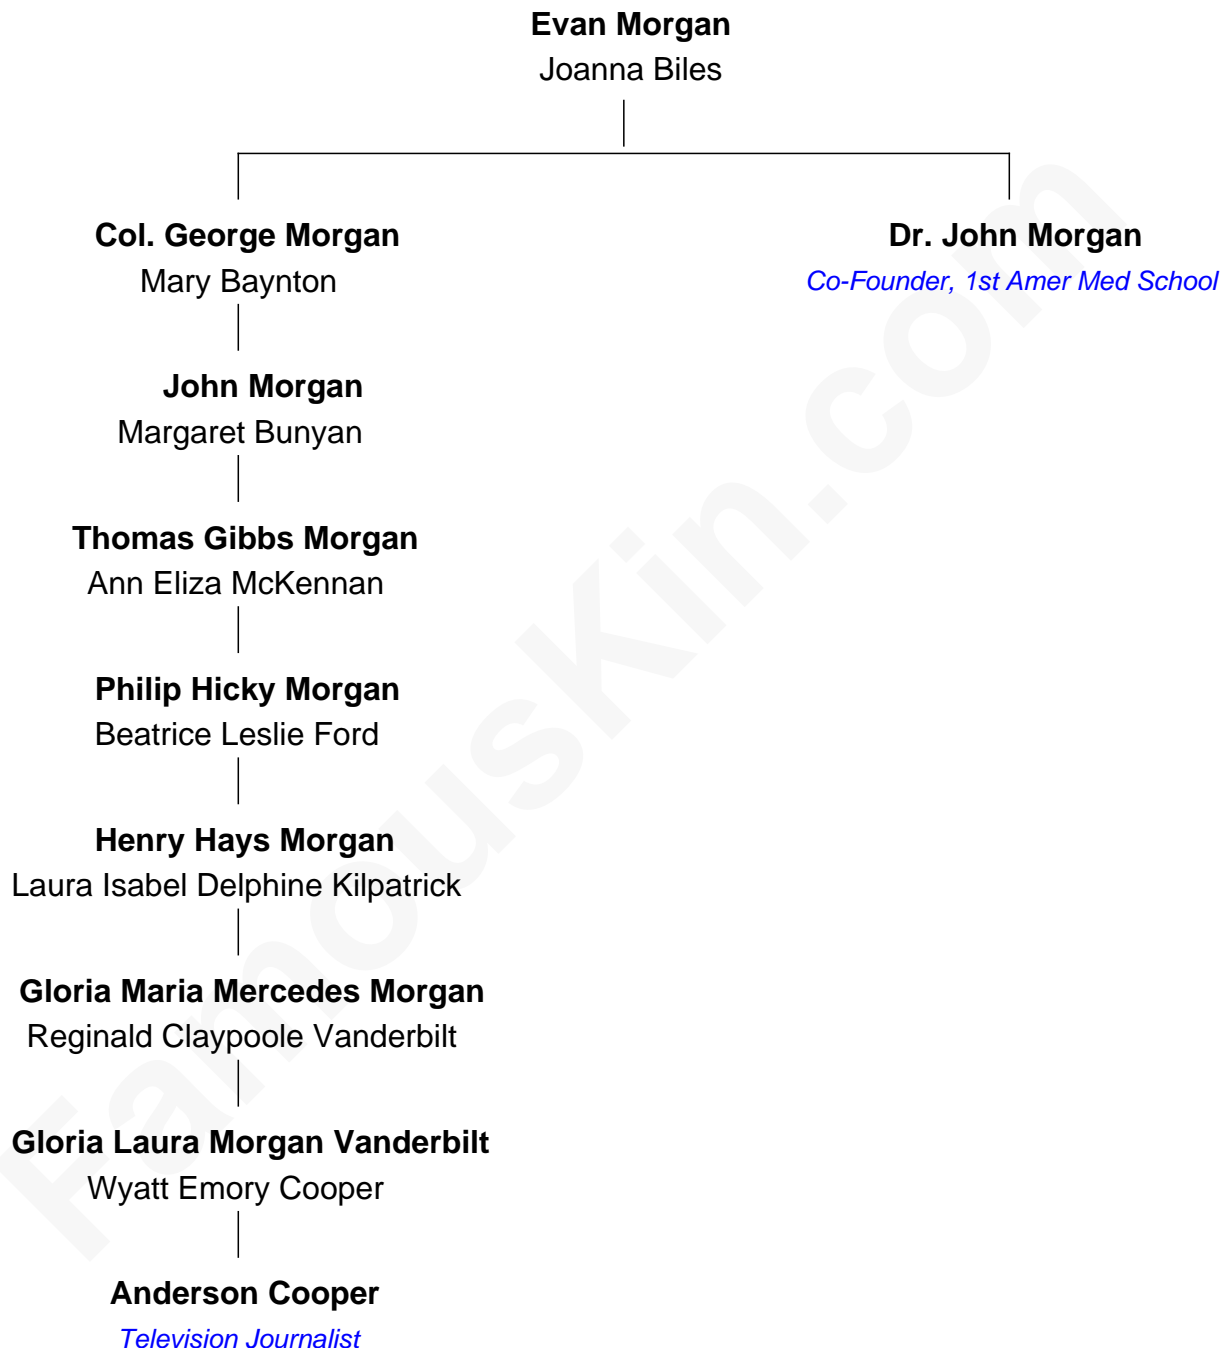 Evan Morgan
Joanna Biles
Col. George Morgan
Mary Baynton
Dr. John Morgan
Co-Founder, 1st Amer Med School
John Morgan
Margaret Bunyan
Thomas Gibbs Morgan
Ann Eliza McKennan
Philip Hicky Morgan
Beatrice Leslie Ford
Henry Hays Morgan
Laura Isabel Delphine Kilpatrick
Gloria Maria Mercedes Morgan
Reginald Claypoole Vanderbilt
Gloria Laura Morgan Vanderbilt
Wyatt Emory Cooper
Anderson Cooper
Television Journalist
FamousKin.com